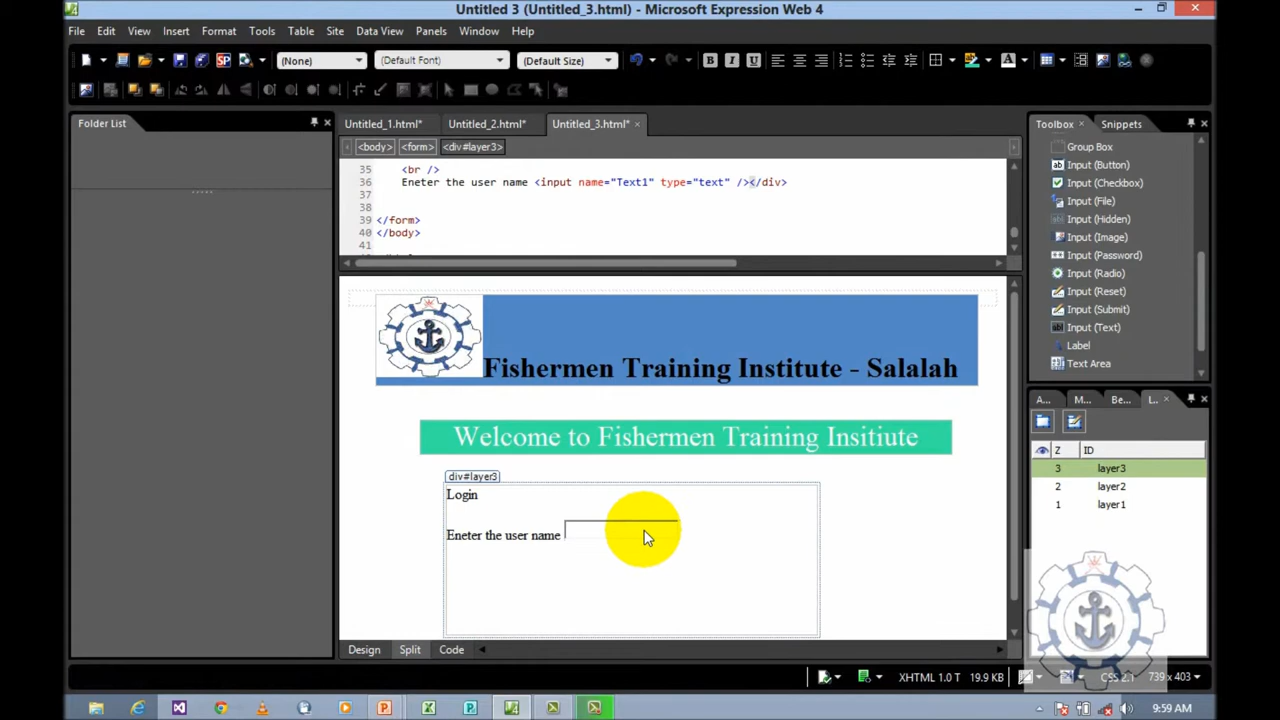 Untitled 3 (Untitled_3.html) - Microsoft Expression Web 4
File Edit View Insert Format Tools Table Site Data View Panels Window Help
(None) (Default Font) (Default Size)
Folder List
Untitled_1.html* Untitled_2.html* Untitled_3.html*
<body> <form> <div#layer3>
35 <br />
36 Eneter the user name <input name="Text1" type="text" /></div>
37
38
39 </form>
40 </body>
41
Fishermen Training Institute - Salalah
Welcome to Fishermen Training Insitiute
div#layer3
Login
Eneter the user name
Design Split Code
Toolbox Snippets
Group Box
Input (Button)
Input (Checkbox)
Input (File)
Input (Hidden)
Input (Image)
Input (Password)
Input (Radio)
Input (Reset)
Input (Submit)
Input (Text)
Label
Text Area
A... M... Be... L...
Z ID
3 layer3
2 layer2
1 layer1
XHTML 1.0 T 19.9 KB CSS 2.1 739 x 403
9:59 AM